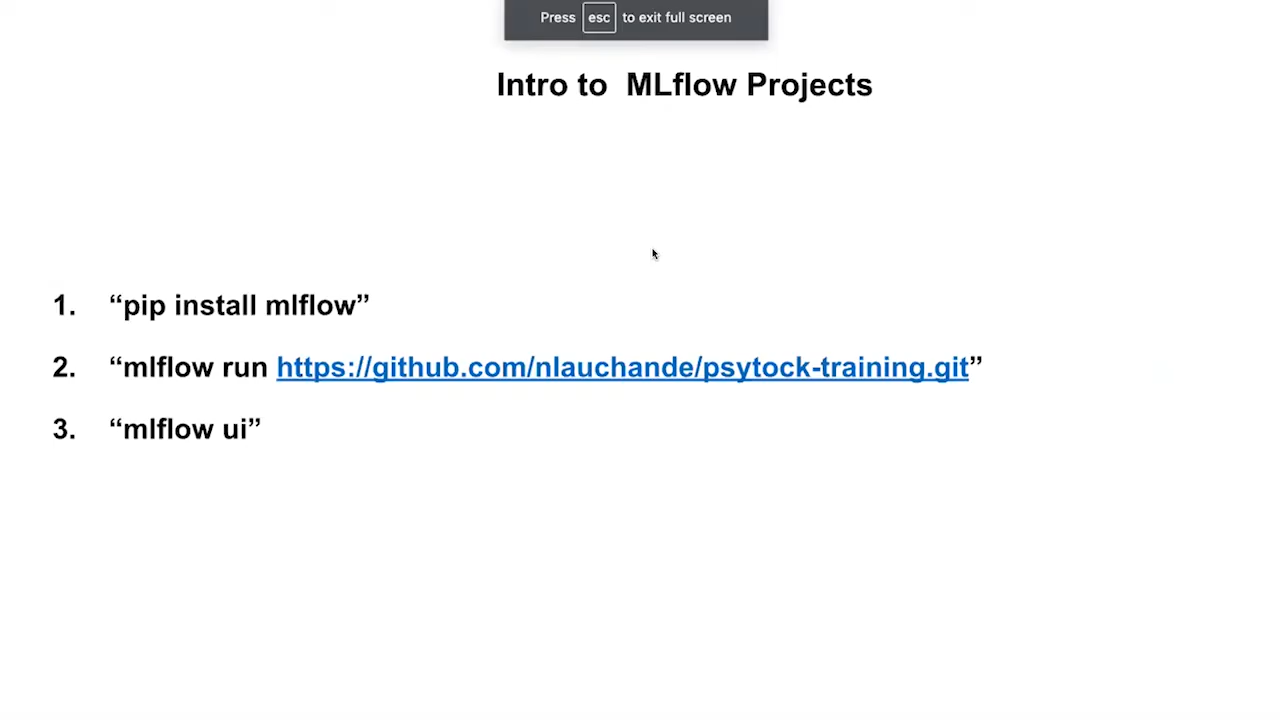 Press esc to exit full screen
Intro to  MLflow Projects
1. “pip install mlflow”
2. “mlflow run https://github.com/nlauchande/psytock-training.git”
3. “mlflow ui”